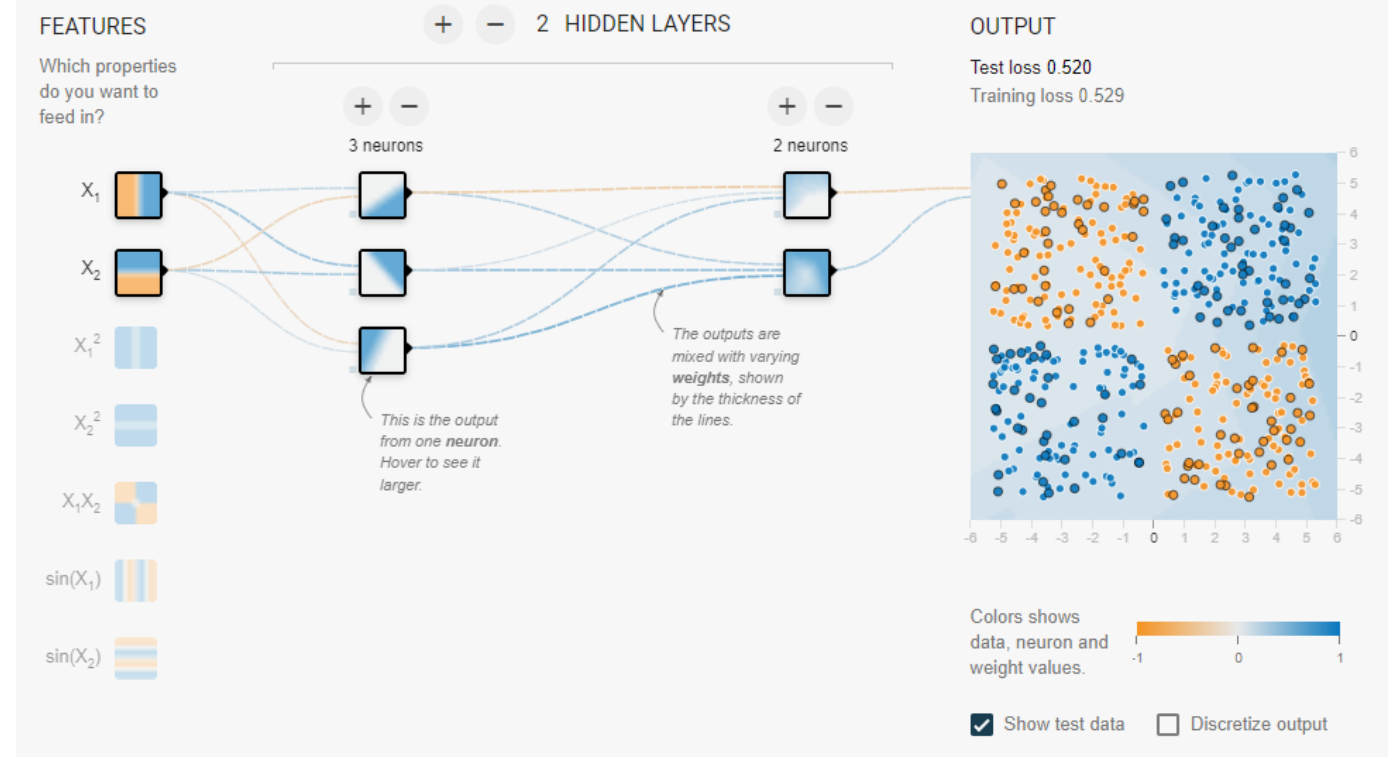 FEATURES
Which properties
do you want to
feed in?
X1
X2
X1²
X2²
X1X2
sin(X1)
sin(X2)
+ − 2 HIDDEN LAYERS
+ −
3 neurons
+ −
2 neurons
This is the output
from one neuron.
Hover to see it
larger.
The outputs are
mixed with varying
weights, shown
by the thickness of
the lines.
OUTPUT
Test loss 0.520
Training loss 0.529
6
5
4
3
2
1
0
-1
-2
-3
-4
-5
-6
-6 -5 -4 -3 -2 -1 0 1 2 3 4 5 6
Colors shows
data, neuron and
weight values.
-1 0 1
Show test data
Discretize output